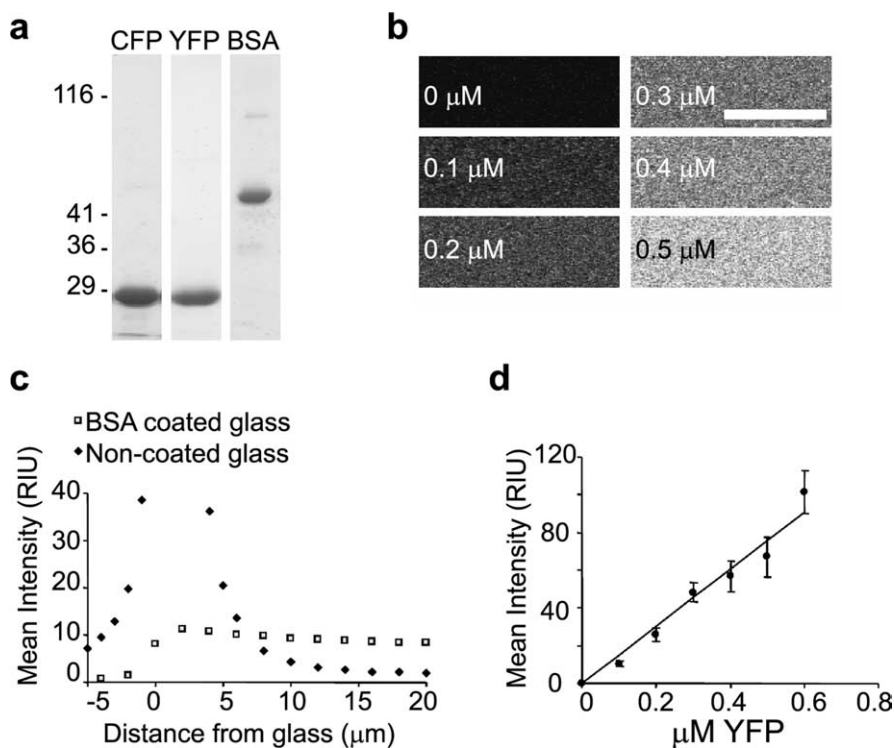 a
CFP YFP BSA
116 -
41 -
36 -
29 -
b
0 μM
0.1 μM
0.2 μM
0.3 μM
0.4 μM
0.5 μM
c
BSA coated glass
Non-coated glass
Mean Intensity (RIU)
40
30
20
10
0
-5 0 5 10 15 20
Distance from glass (μm)
d
Mean Intensity (RIU)
120
80
40
0
0 0.2 0.4 0.6 0.8
μM YFP